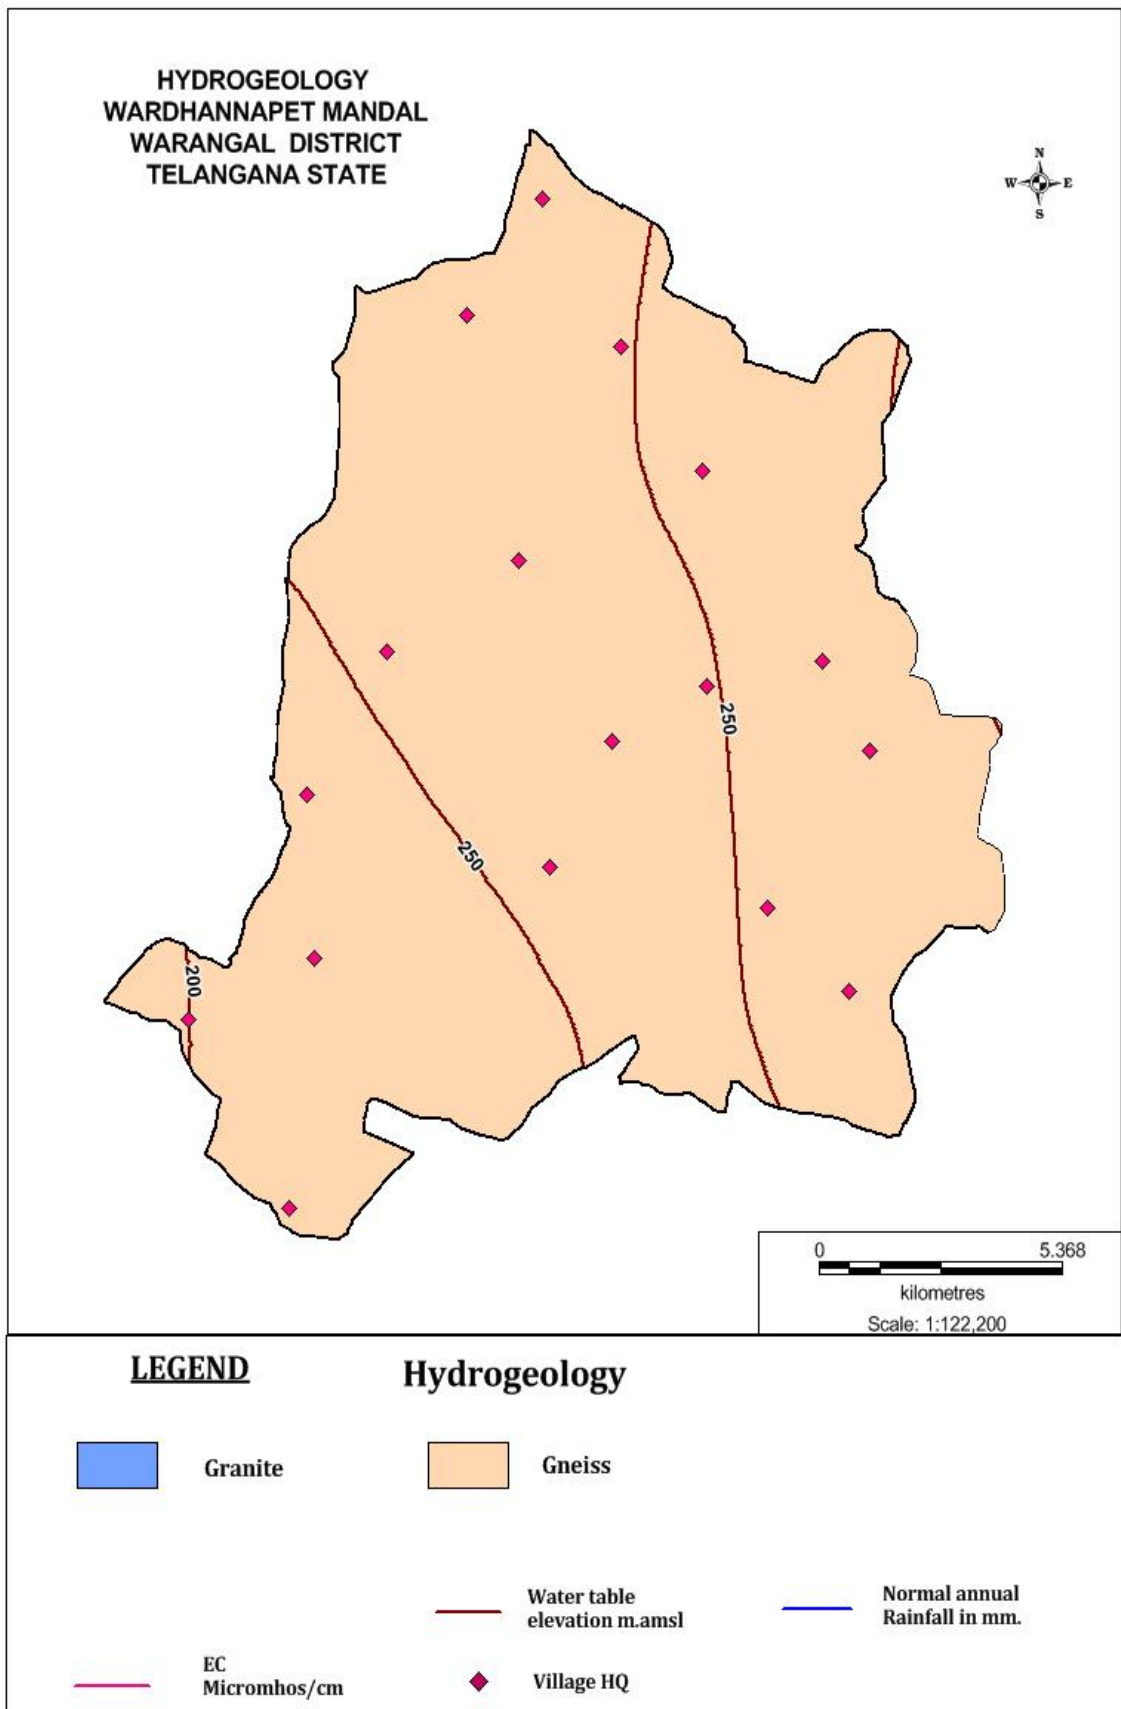 HYDROGEOLOGY
WARDHANNAPET MANDAL
WARANGAL DISTRICT
TELANGANA STATE
N
W E
S
250
250
200
0 5.368
kilometres
Scale: 1:122,200
LEGEND Hydrogeology
Granite Gneiss
Water table
elevation m.amsl
Normal annual
Rainfall in mm.
EC
Micromhos/cm
Village HQ